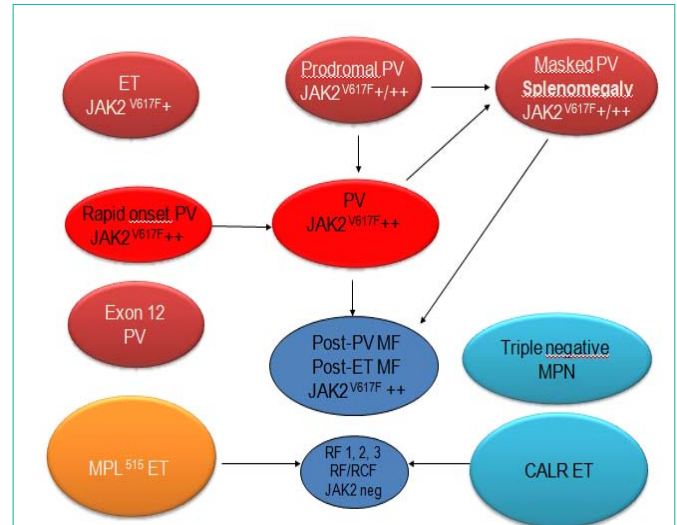 ET
JAK2 V617F +
Prodromal PV
JAK2 V617F +/++
Masked PV
Splenomegaly
JAK2 V617F +/++
Rapid onset PV
JAK2 V617F ++
PV
JAK2 V617F ++
Exon 12
PV
Post-PV MF
Post-ET MF
JAK2 V617F ++
Triple negative
MPN
MPL 515 ET
RF 1, 2, 3
RF/RCF
JAK2 neg
CALR ET